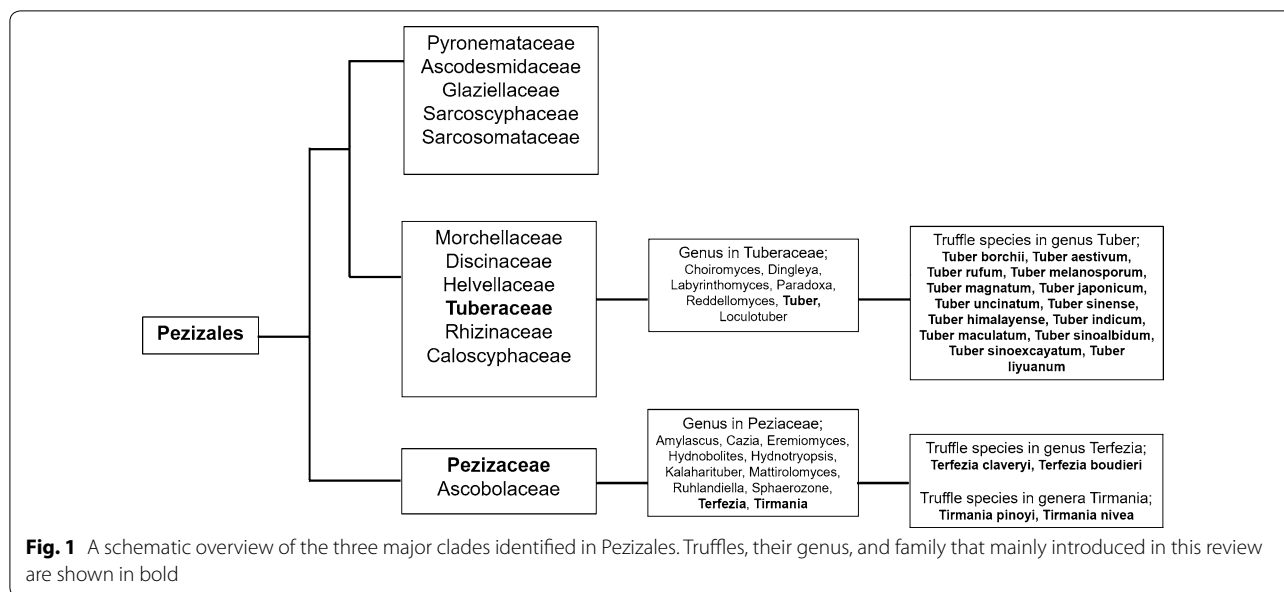 Pyronemataceae
Ascodesmidaceae
Glaziellaceae
Sarcoscyphaceae
Sarcosomataceae
Morchellaceae
Discinaceae
Helvellaceae
Tuberaceae
Rhizinaceae
Caloscyphaceae
Genus in Tuberaceae;
Choiromyces, Dingleya,
Labyrinthomyces, Paradoxa,
Reddellomyces, Tuber,
Loculotuber
Truffle species in genus Tuber;
Tuber borchii, Tuber aestivum,
Tuber rufum, Tuber melanosporum,
Tuber magnatum, Tuber japonicum,
Tuber uncinatum, Tuber sinense,
Tuber himalayense, Tuber indicum,
Tuber maculatum, Tuber sinoalbidum,
Tuber sinoexcayatum, Tuber
liyuanum
Pezizales
Pezizaceae
Ascobolaceae
Genus in Peziaceae;
Amylascus, Cazia, Eremiomyces,
Hydnobolites, Hydnotryopsis,
Kalaharituber, Mattirolomyces,
Ruhlandiella, Sphaerozone,
Terfezia, Tirmania
Truffle species in genus Terfezia;
Terfezia claveryi, Terfezia boudieri
Truffle species in genera Tirmania;
Tirmania pinoyi, Tirmania nivea
Fig. 1 A schematic overview of the three major clades identified in Pezizales. Truffles, their genus, and family that mainly introduced in this review
are shown in bold